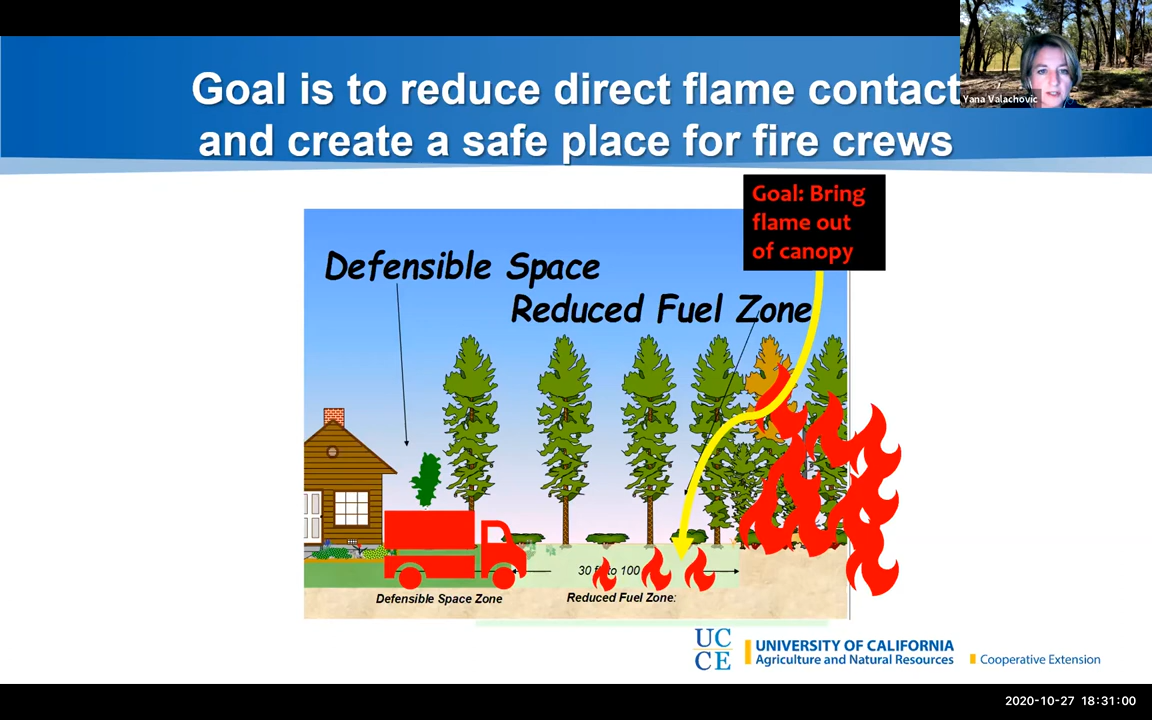 Goal is to reduce direct flame contact
and create a safe place for fire crews
Yana Valachovic
Goal: Bring
flame out
of canopy
Defensible Space
Reduced Fuel Zone
30 ft to 100
Defensible Space Zone
Reduced Fuel Zone:
UC
CE
UNIVERSITY OF CALIFORNIA
Agriculture and Natural Resources
Cooperative Extension
2020-10-27 18:31:00